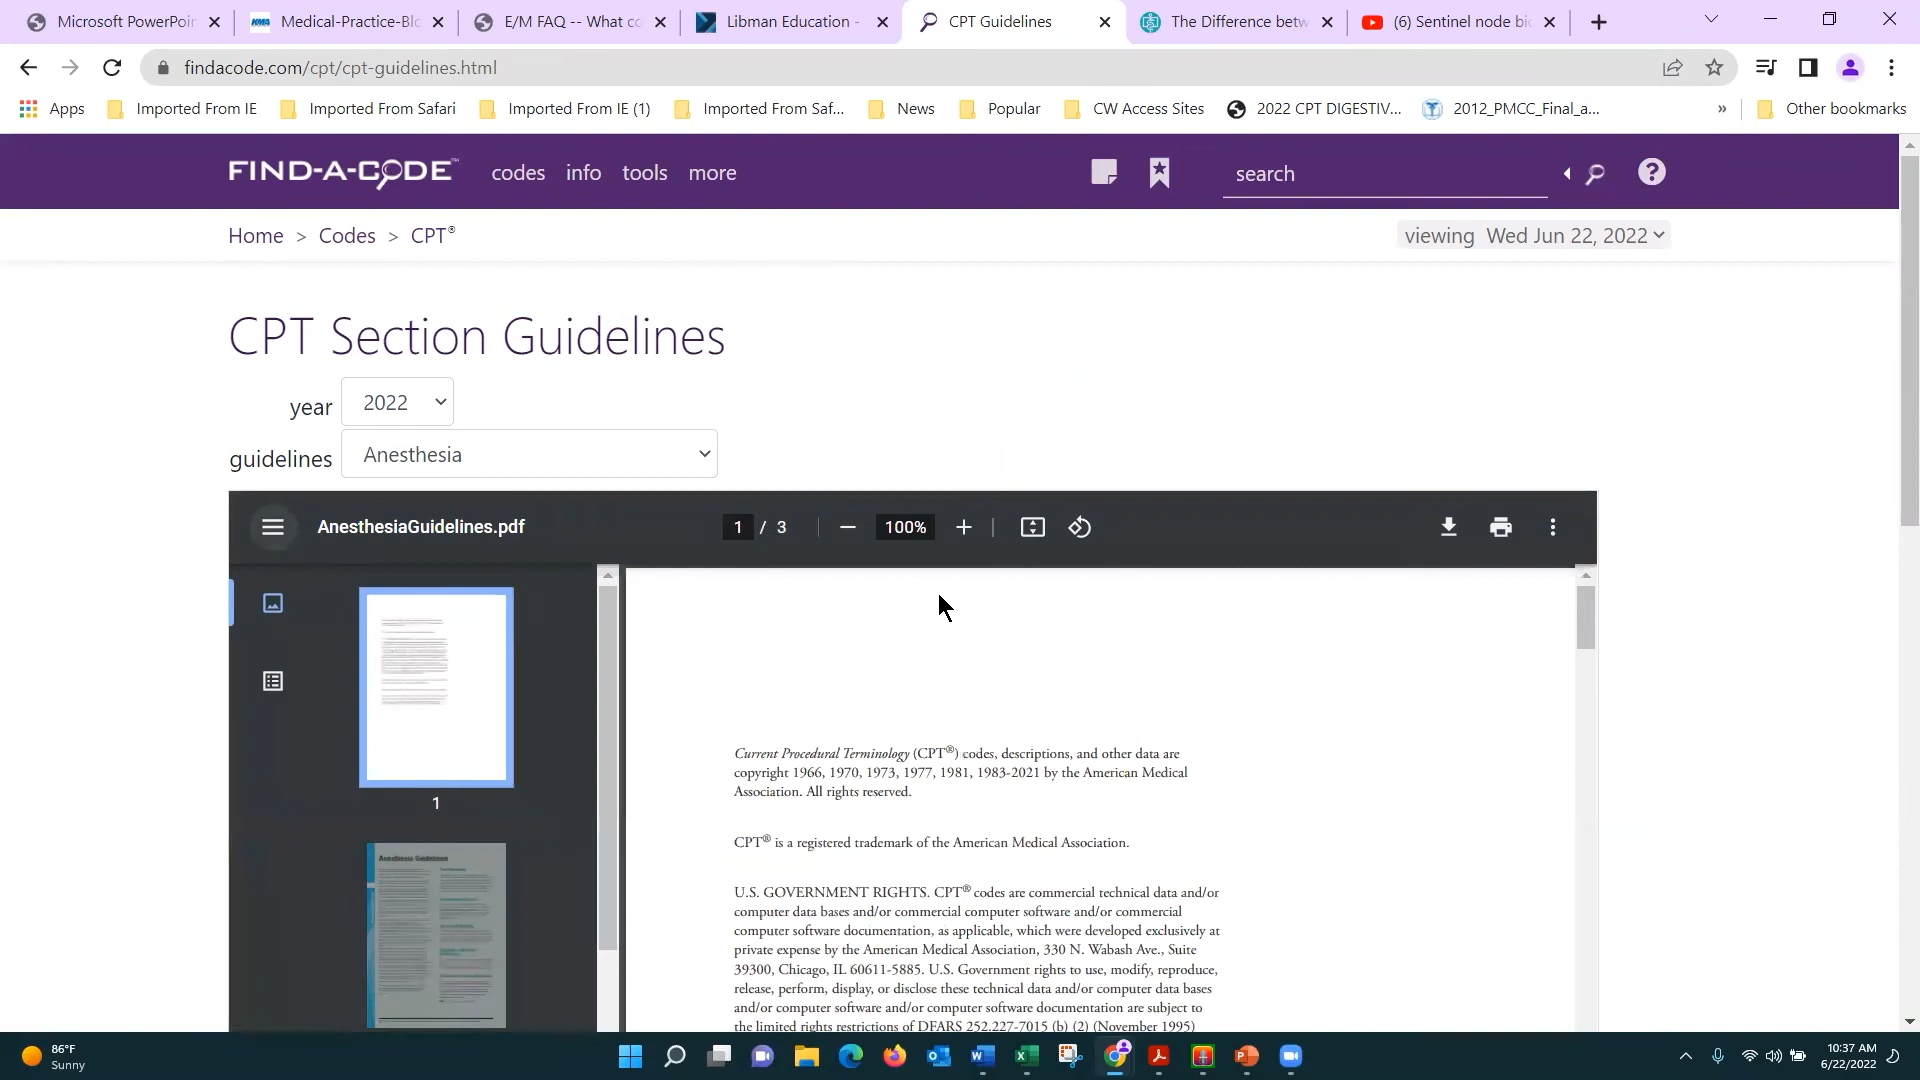 Microsoft PowerPoin
Medical-Practice-Blo
E/M FAQ -- What co
Libman Education -
CPT Guidelines
The Difference betw
(6) Sentinel node bi
findacode.com/cpt/cpt-guidelines.html
Apps
Imported From IE
Imported From Safari
Imported From IE (1)
Imported From Saf...
News
Popular
CW Access Sites
2022 CPT DIGESTIV...
2012_PMCC_Final_a...
»
Other bookmarks
FIND-A-CODE™
codes
info
tools
more
search
?
Home > Codes > CPT®
viewing Wed Jun 22, 2022
CPT Section Guidelines
year 2022
guidelines Anesthesia
AnesthesiaGuidelines.pdf
1 / 3
100%
1
Anesthesia Guidelines
Current Procedural Terminology (CPT®) codes, descriptions, and other data are
copyright 1966, 1970, 1973, 1977, 1981, 1983-2021 by the American Medical
Association. All rights reserved.
CPT® is a registered trademark of the American Medical Association.
U.S. GOVERNMENT RIGHTS. CPT® codes are commercial technical data and/or
computer data bases and/or commercial computer software and/or commercial
computer software documentation, as applicable, which were developed exclusively at
private expense by the American Medical Association, 330 N. Wabash Ave., Suite
39300, Chicago, IL 60611-5885. U.S. Government rights to use, modify, reproduce,
release, perform, display, or disclose these technical data and/or computer data bases
and/or computer software and/or computer software documentation are subject to
the limited rights restrictions of DFARS 252.227-7015 (b) (2) (November 1995)
86°F
Sunny
10:37 AM
6/22/2022